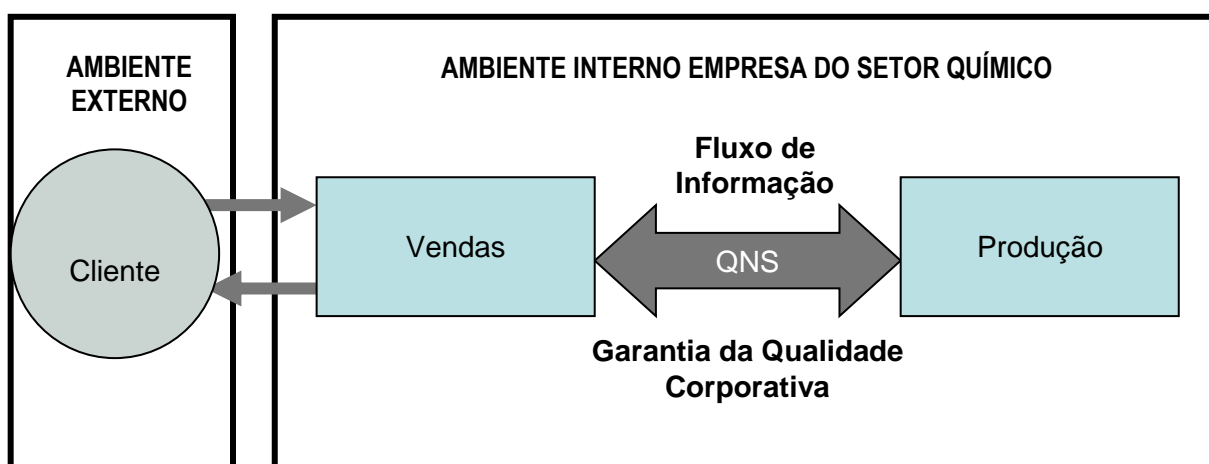 AMBIENTE
EXTERNO
AMBIENTE INTERNO EMPRESA DO SETOR QUÍMICO
Fluxo de
Informação
Cliente
Vendas
QNS
Produção
Garantia da Qualidade
Corporativa